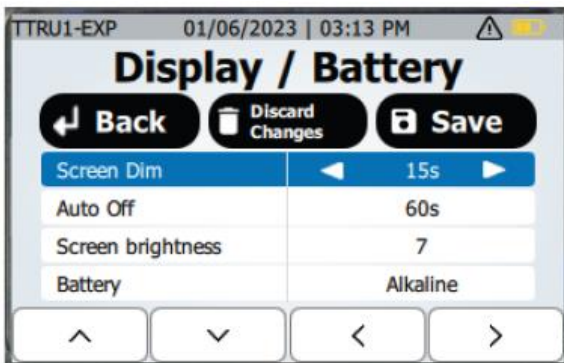 TTRU1-EXP 01/06/2023 | 03:13 PM
Display / Battery
Back Discard Changes Save
Screen Dim 15s
Auto Off 60s
Screen brightness 7
Battery Alkaline